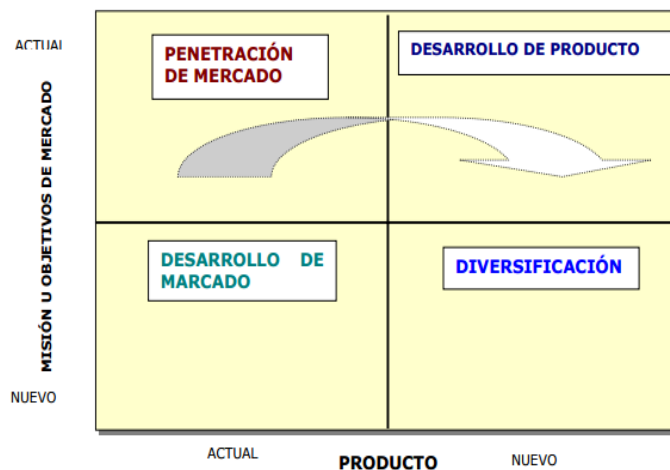 ACTUAL
PENETRACIÓN
DE MERCADO
DESARROLLO DE PRODUCTO
MISIÓN U OBJETIVOS DE MERCADO
DESARROLLO DE
MARCADO
DIVERSIFICACIÓN
NUEVO
ACTUAL
PRODUCTO
NUEVO